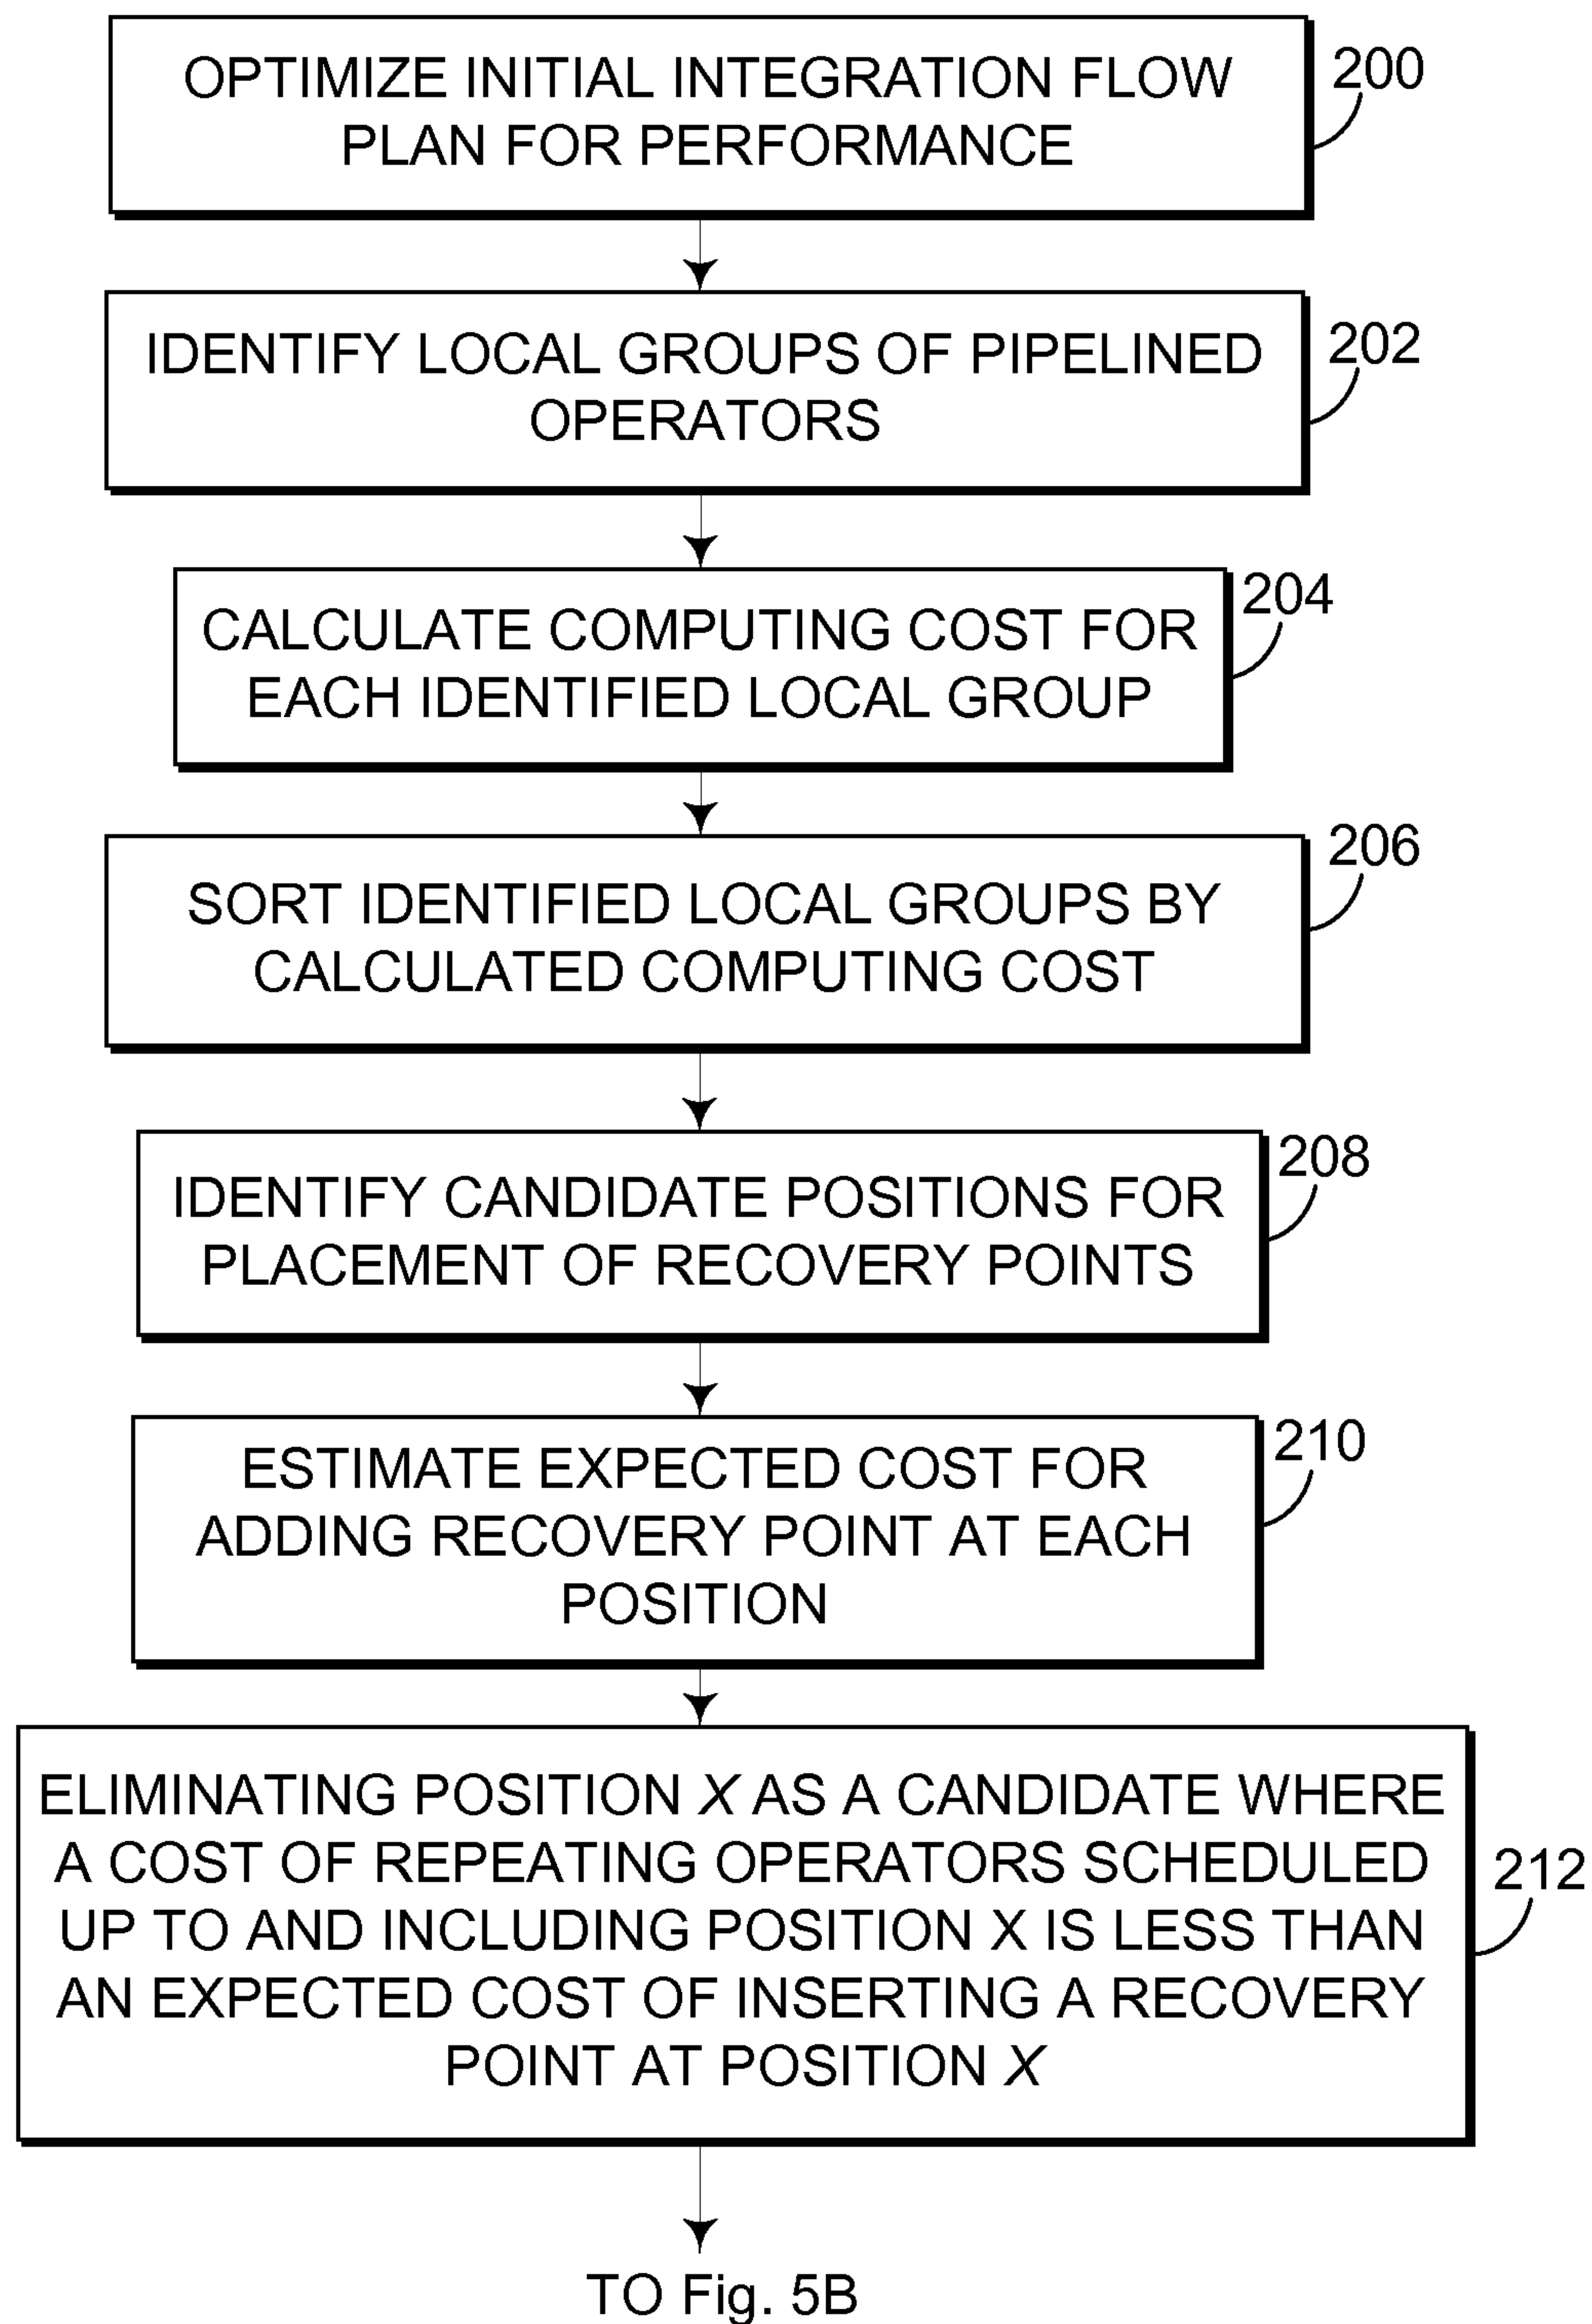 OPTIMIZE INITIAL INTEGRATION FLOW
PLAN FOR PERFORMANCE
200
IDENTIFY LOCAL GROUPS OF PIPELINED
OPERATORS
202
CALCULATE COMPUTING COST FOR
EACH IDENTIFIED LOCAL GROUP
204
SORT IDENTIFIED LOCAL GROUPS BY
CALCULATED COMPUTING COST
206
IDENTIFY CANDIDATE POSITIONS FOR
PLACEMENT OF RECOVERY POINTS
208
ESTIMATE EXPECTED COST FOR
ADDING RECOVERY POINT AT EACH
POSITION
210
ELIMINATING POSITION X AS A CANDIDATE WHERE
A COST OF REPEATING OPERATORS SCHEDULED
UP TO AND INCLUDING POSITION X IS LESS THAN
AN EXPECTED COST OF INSERTING A RECOVERY
POINT AT POSITION X
212
TO Fig. 5B